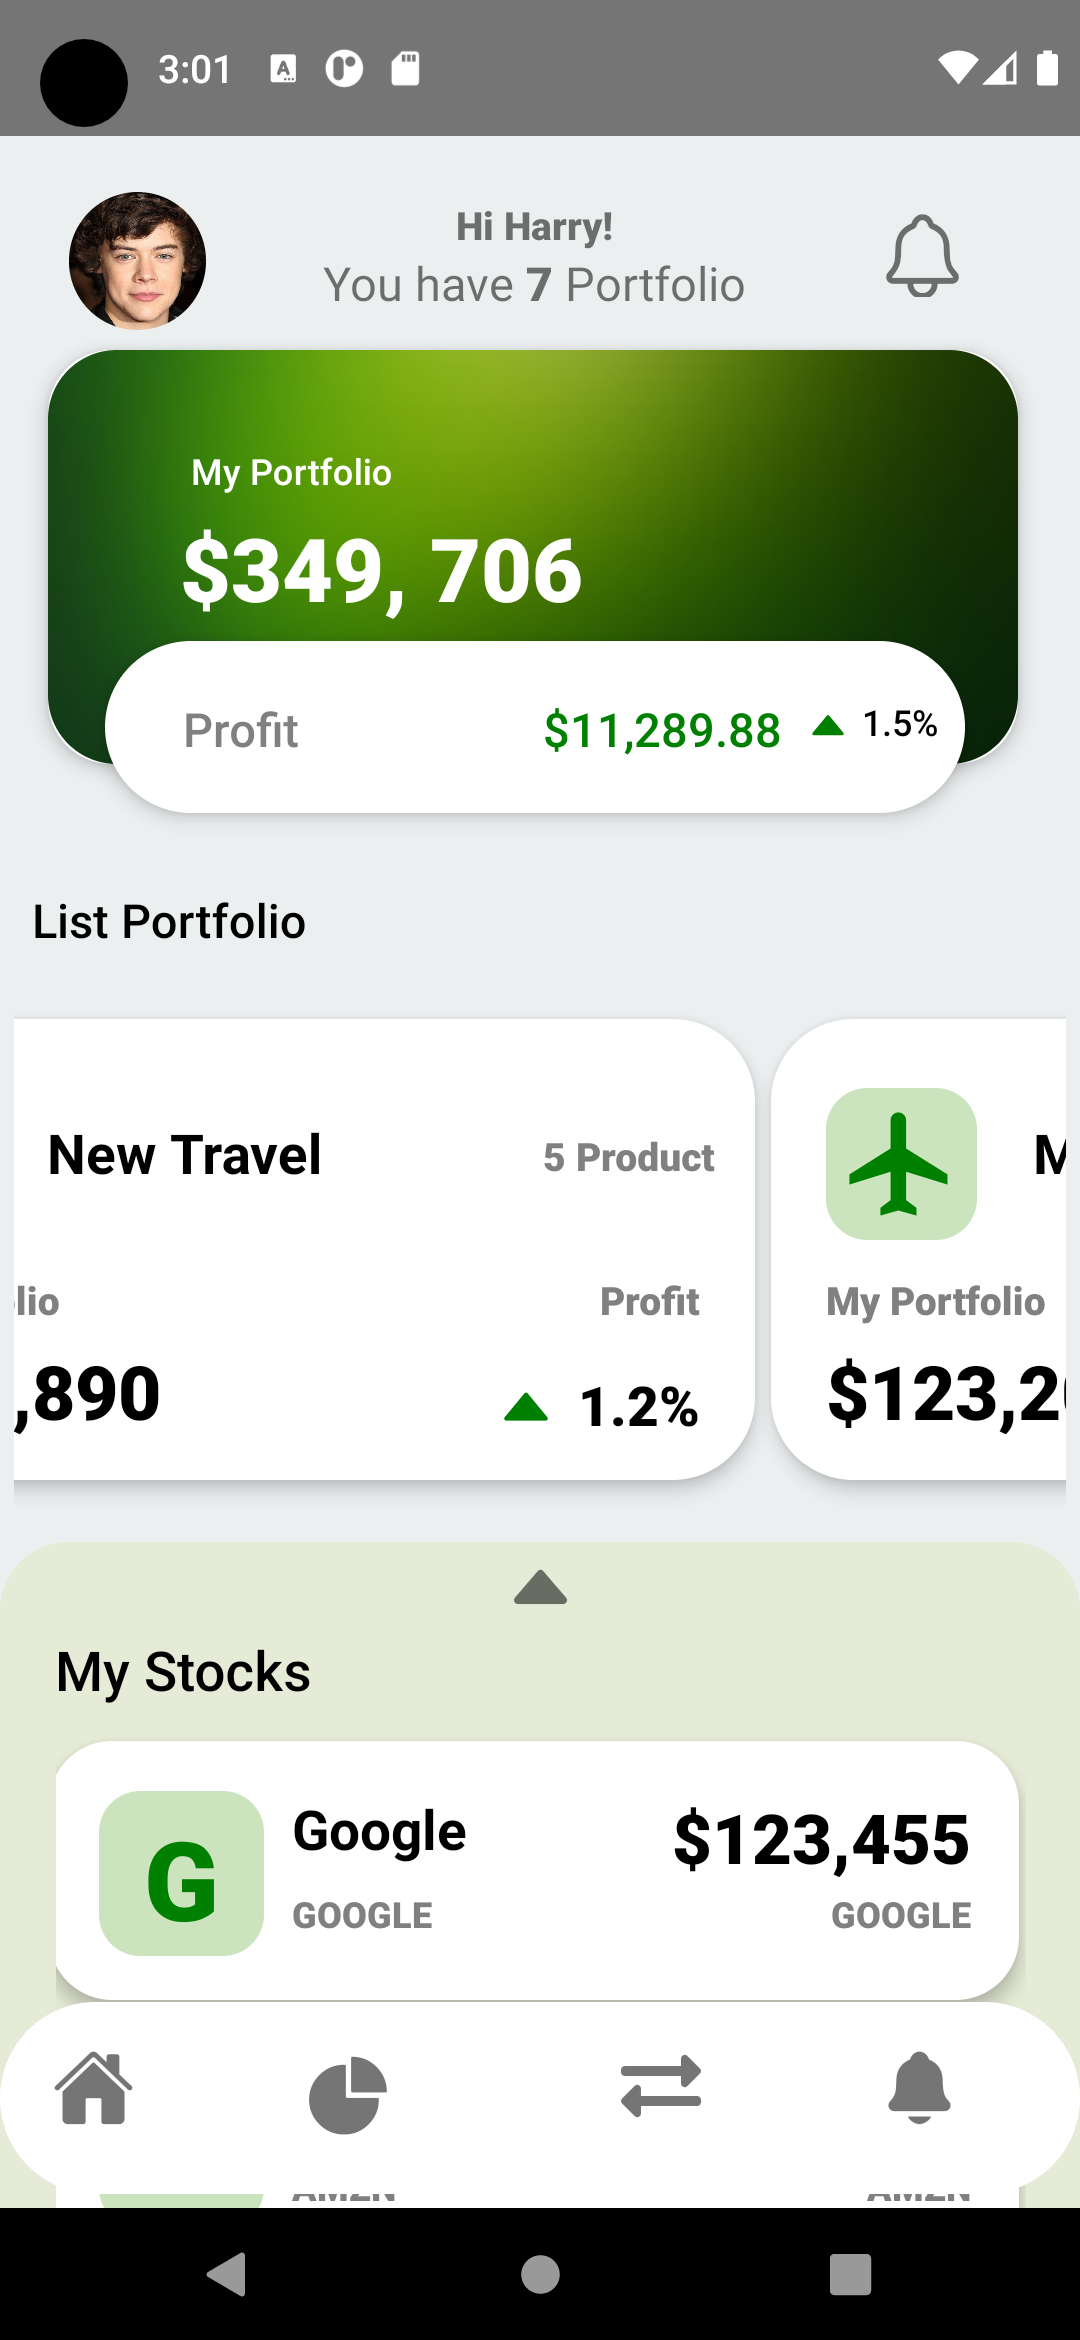 3:01
Hi Harry!
You have 7 Portfolio
My Portfolio
$349, 706
Profit $11,289.88 1.5%
List Portfolio
New Travel 5 Product
lio Profit My Portfolio
,890 1.2% $123,2
My Stocks
G Google $123,455
GOOGLE GOOGLE